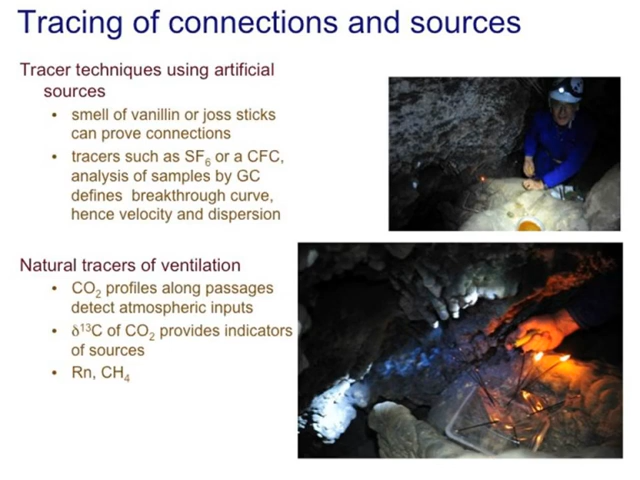 Tracing of connections and sources
Tracer techniques using artificial
sources
• smell of vanillin or joss sticks
can prove connections
• tracers such as SF₆ or a CFC,
analysis of samples by GC
defines breakthrough curve,
hence velocity and dispersion
Natural tracers of ventilation
• CO₂ profiles along passages
detect atmospheric inputs
• δ¹³C of CO₂ provides indicators
of sources
• Rn, CH₄